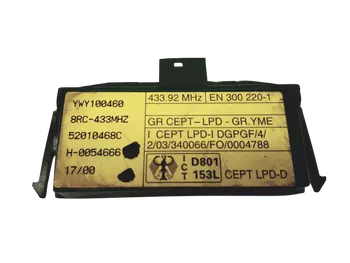 YWY100460
8RC-433MHZ
52010468C
H-0054666
17/00
433.92 MHz EN 300 220-1
GR CEPT-LPD - GR.YME
I CEPT LPD-I DGPGF/4/
2/03/340066/FO/0004788
ICT D801
153L CEPT LPD-D